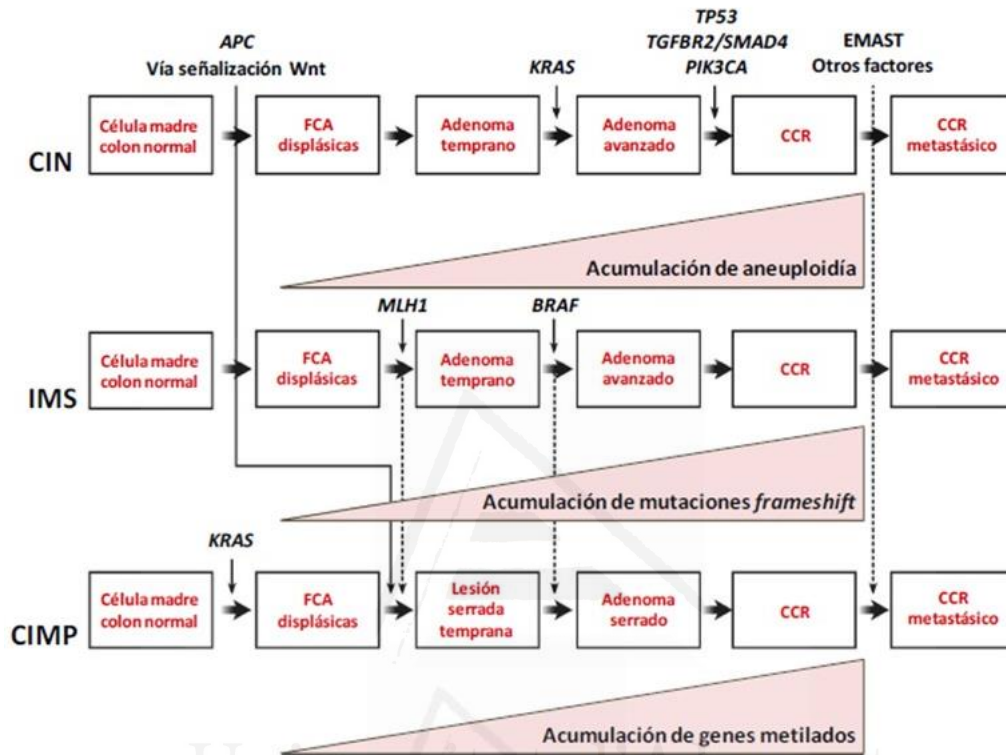 APC
Vía señalización Wnt
KRAS
TP53
TGFBR2/SMAD4
PIK3CA
EMAST
Otros factores
CIN
Célula madre
colon normal
FCA
displásicas
Adenoma
temprano
Adenoma
avanzado
CCR
CCR
metastásico
Acumulación de aneuploidía
MLH1
BRAF
IMS
Célula madre
colon normal
FCA
displásicas
Adenoma
temprano
Adenoma
avanzado
CCR
CCR
metastásico
Acumulación de mutaciones frameshift
KRAS
CIMP
Célula madre
colon normal
FCA
displásicas
Lesión
serrada
temprana
Adenoma
serrado
CCR
CCR
metastásico
Acumulación de genes metilados